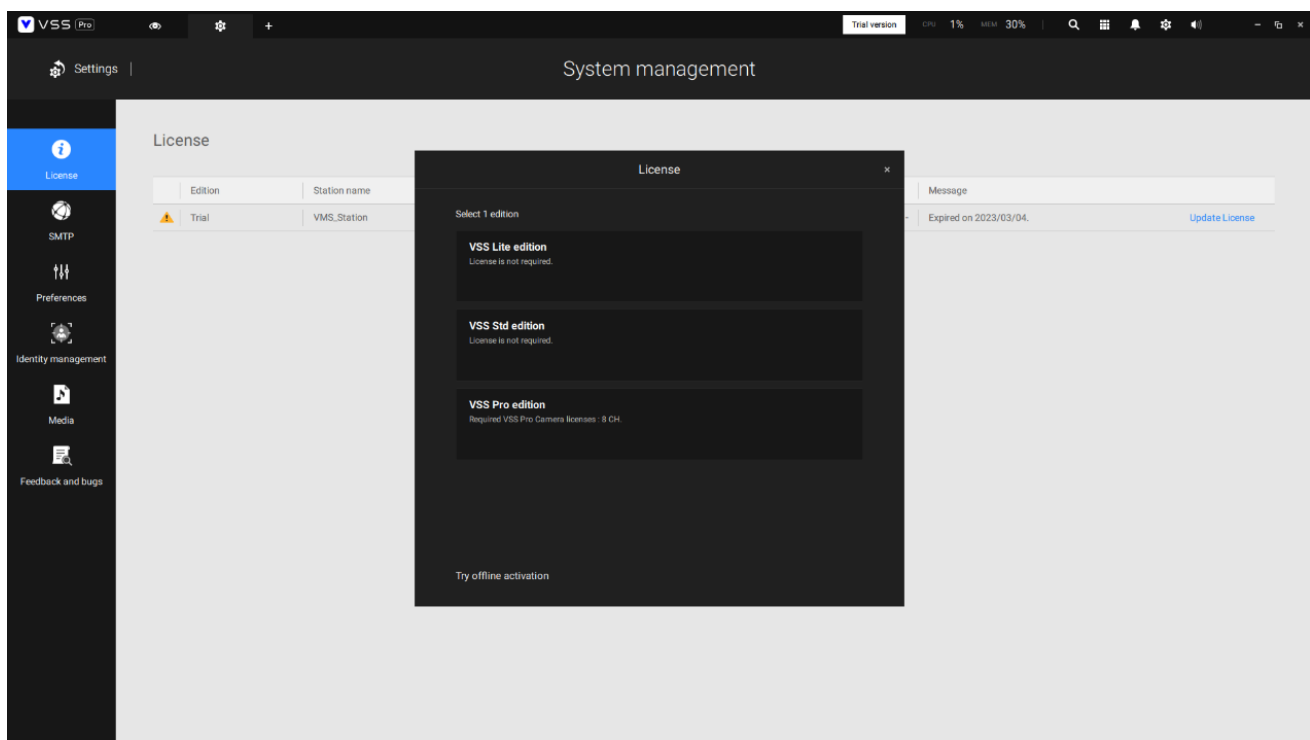 VSS Pro
Trial version CPU 1% MEM 30%
Settings
System management
License
SMTP
Preferences
Identity management
Media
Feedback and bugs
License
Edition Station name Message
Trial VMS_Station - Expired on 2023/03/04. Update License
License ×
Select 1 edition
VSS Lite edition
License is not required.
VSS Std edition
License is not required.
VSS Pro edition
Required VSS Pro Camera licenses : 8 CH.
Try offline activation